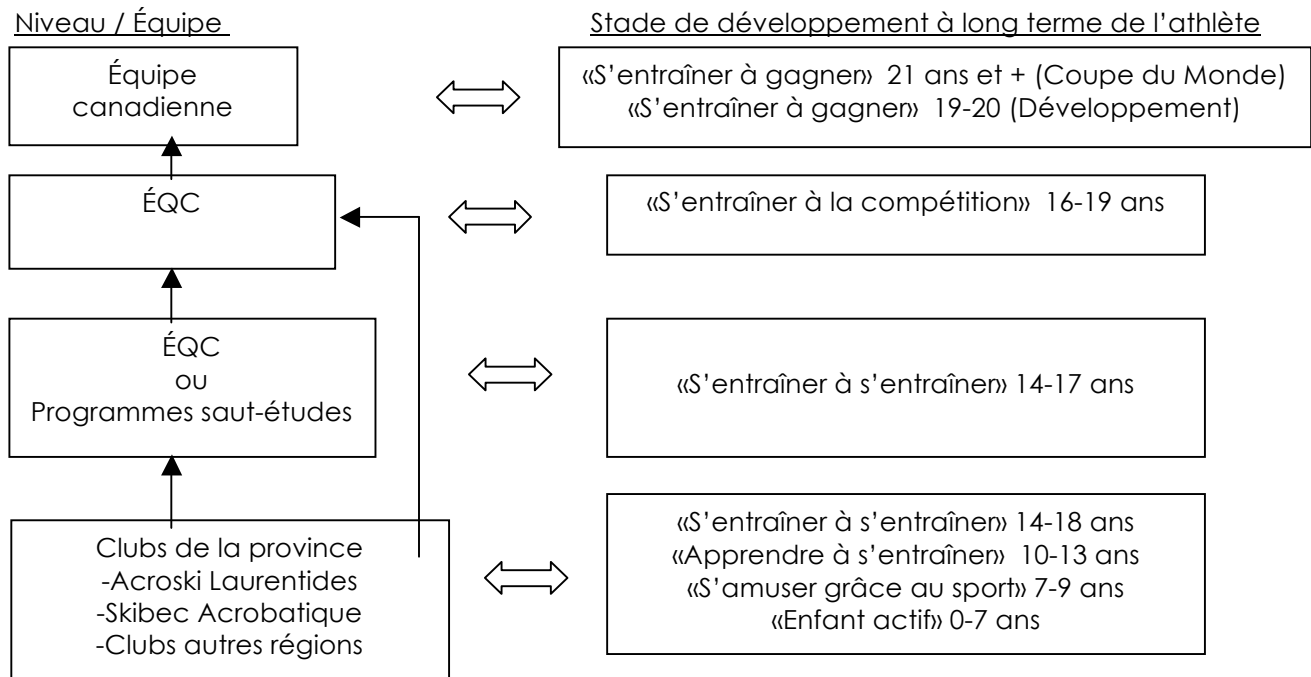 Niveau / Équipe
Stade de développement à long terme de l'athlète
Équipe
canadienne
«S'entraîner à gagner» 21 ans et + (Coupe du Monde)
«S'entraîner à gagner» 19-20 (Développement)
ÉQC
«S'entraîner à la compétition» 16-19 ans
ÉQC
ou
Programmes saut-études
«S'entraîner à s'entraîner» 14-17 ans
Clubs de la province
-Acroski Laurentides
-Skibec Acrobatique
-Clubs autres régions
«S'entraîner à s'entraîner» 14-18 ans
«Apprendre à s'entraîner» 10-13 ans
«S'amuser grâce au sport» 7-9 ans
«Enfant actif» 0-7 ans